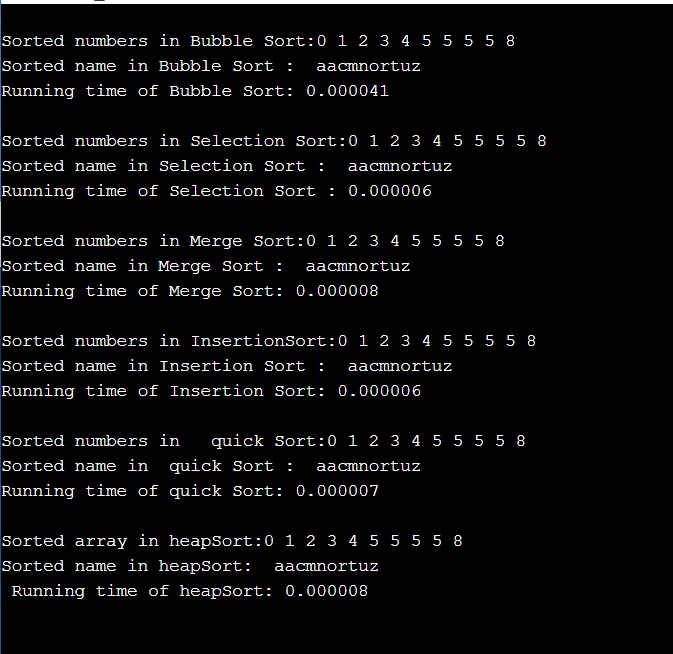 Sorted numbers in Bubble Sort:0 1 2 3 4 5 5 5 5 8
Sorted name in Bubble Sort :  aacmnortuz
Running time of Bubble Sort: 0.000041
Sorted numbers in Selection Sort:0 1 2 3 4 5 5 5 5 8
Sorted name in Selection Sort :  aacmnortuz
Running time of Selection Sort : 0.000006
Sorted numbers in Merge Sort:0 1 2 3 4 5 5 5 5 8
Sorted name in Merge Sort :  aacmnortuz
Running time of Merge Sort: 0.000008
Sorted numbers in InsertionSort:0 1 2 3 4 5 5 5 5 8
Sorted name in Insertion Sort :  aacmnortuz
Running time of Insertion Sort: 0.000006
Sorted numbers in   quick Sort:0 1 2 3 4 5 5 5 5 8
Sorted name in  quick Sort :  aacmnortuz
Running time of quick Sort: 0.000007
Sorted array in heapSort:0 1 2 3 4 5 5 5 5 8
Sorted name in heapSort:  aacmnortuz
 Running time of heapSort: 0.000008